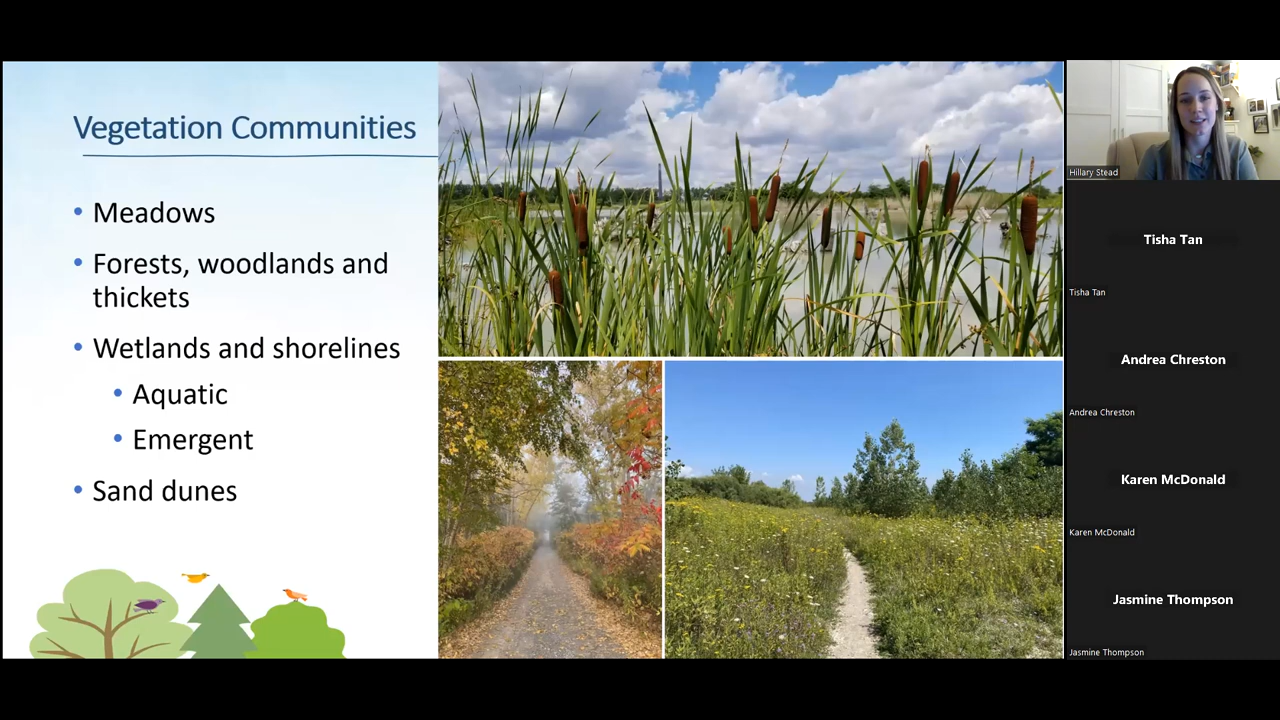 Vegetation Communities
• Meadows
• Forests, woodlands and
thickets
• Wetlands and shorelines
• Aquatic
• Emergent
• Sand dunes
Hillary Stead
Tisha Tan
Tisha Tan
Andrea Chreston
Andrea Chreston
Karen McDonald
Karen McDonald
Jasmine Thompson
Jasmine Thompson